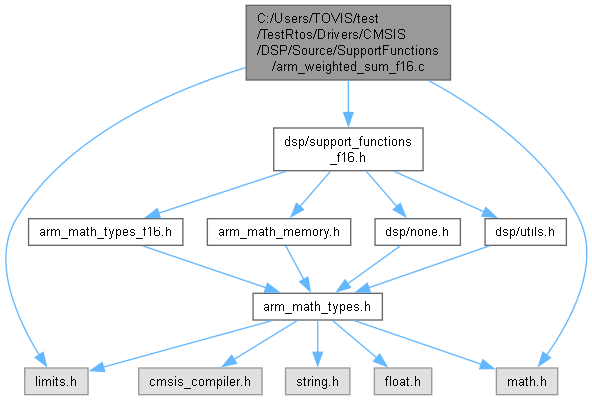 C:/Users/TOVIS/test
/TestRtos/Drivers/CMSIS
/DSP/Source/SupportFunctions
/arm_weighted_sum_f16.c
dsp/support_functions
_f16.h
arm_math_types_f16.h
arm_math_memory.h
dsp/none.h
dsp/utils.h
arm_math_types.h
limits.h
cmsis_compiler.h
string.h
float.h
math.h